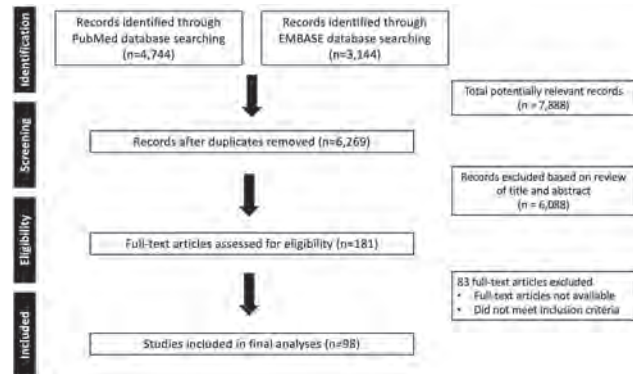 Identification
Records identified through
PubMed database searching
(n=4,744)
Records identified through
EMBASE database searching
(n=3,144)
Total potentially relevant records
(n = 7,888)
Screening
Records after duplicates removed (n=6,269)
Records excluded based on review
of title and abstract
(n = 6,088)
Eligibility
Full-text articles assessed for eligibility (n=181)
83 full-text articles excluded
• Full-text articles not available
• Did not meet inclusion criteria
Included
Studies included in final analyses (n=98)